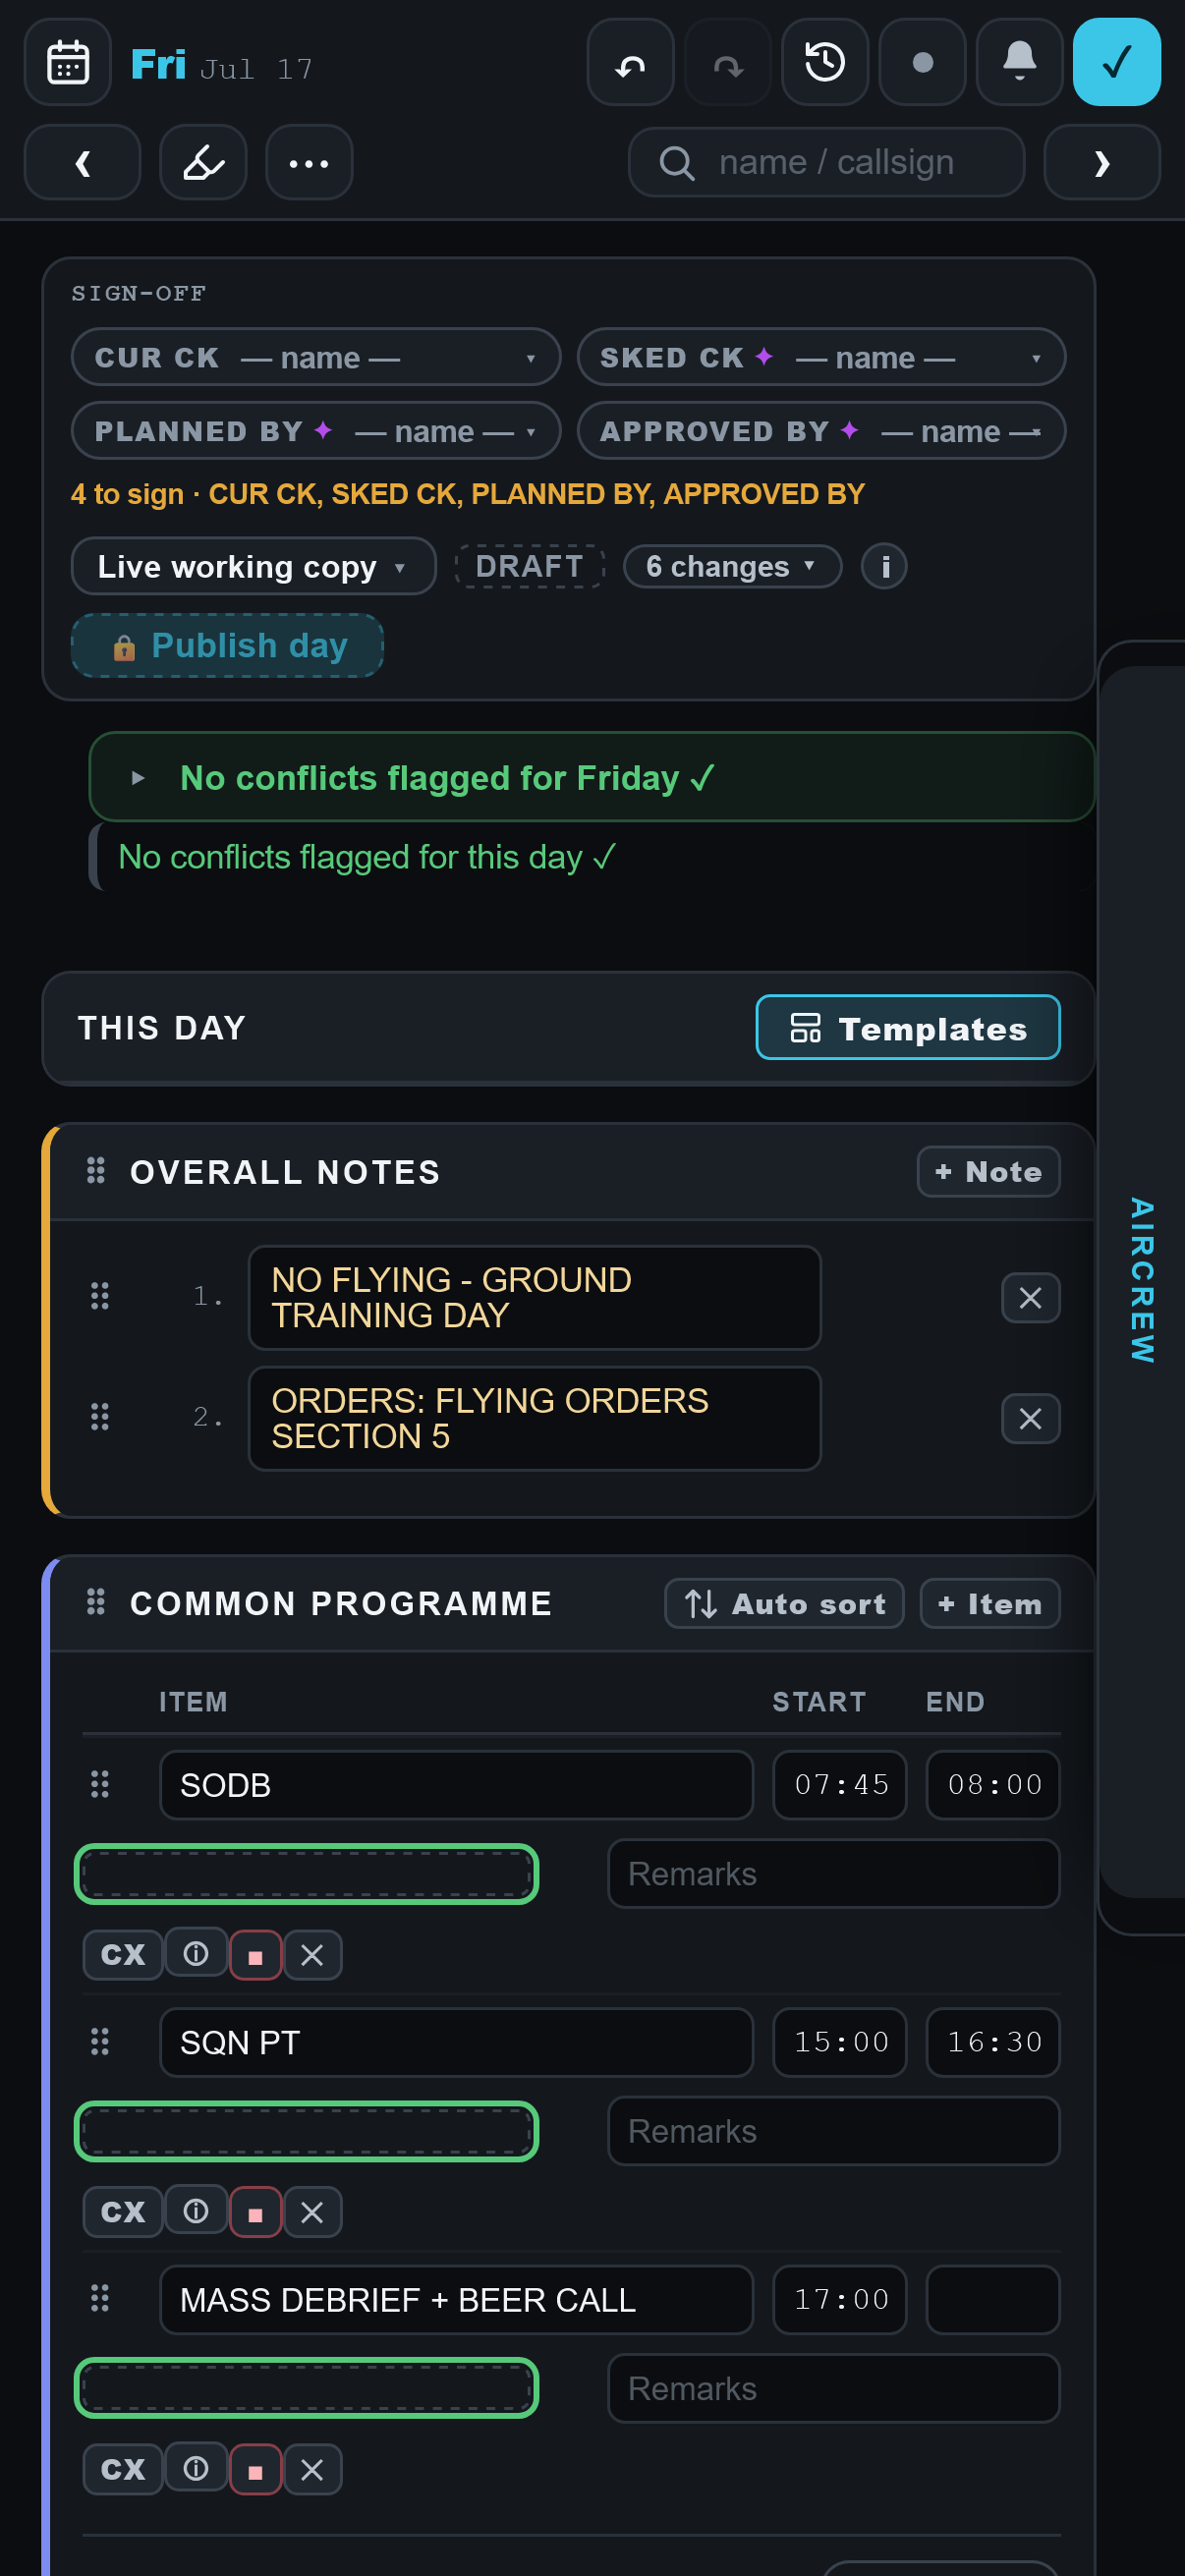 Fri Jul 17
name / callsign
SIGN-OFF
CUR CK — name —
SKED CK ✦ — name —
PLANNED BY ✦ — name —
APPROVED BY ✦ — name —
4 to sign · CUR CK, SKED CK, PLANNED BY, APPROVED BY
Live working copy
DRAFT
6 changes
i
Publish day
No conflicts flagged for Friday ✓
No conflicts flagged for this day ✓
THIS DAY
Templates
AIRCREW
OVERALL NOTES
+ Note
1. NO FLYING - GROUND
TRAINING DAY
2. ORDERS: FLYING ORDERS
SECTION 5
COMMON PROGRAMME
Auto sort
+ Item
ITEM START END
SODB 07:45 08:00
Remarks
CX
SQN PT 15:00 16:30
Remarks
CX
MASS DEBRIEF + BEER CALL 17:00
Remarks
CX